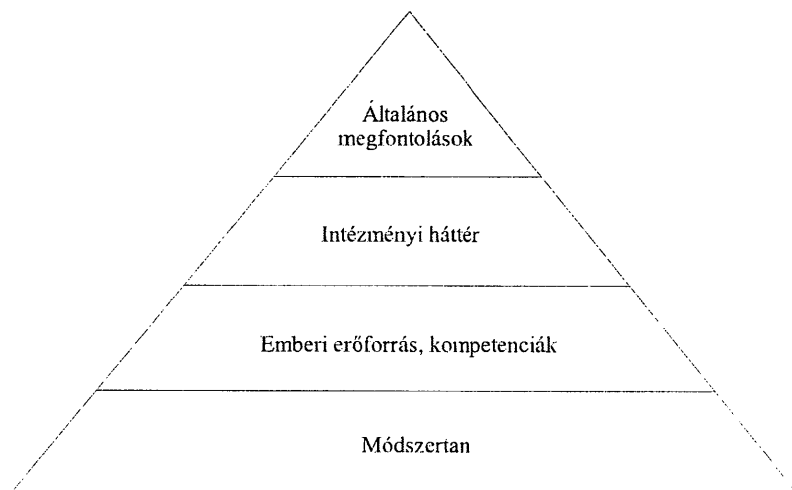 Általános
megfontolások
Intézményi háttér
Emberi erőforrás, kompetenciák
Módszertan